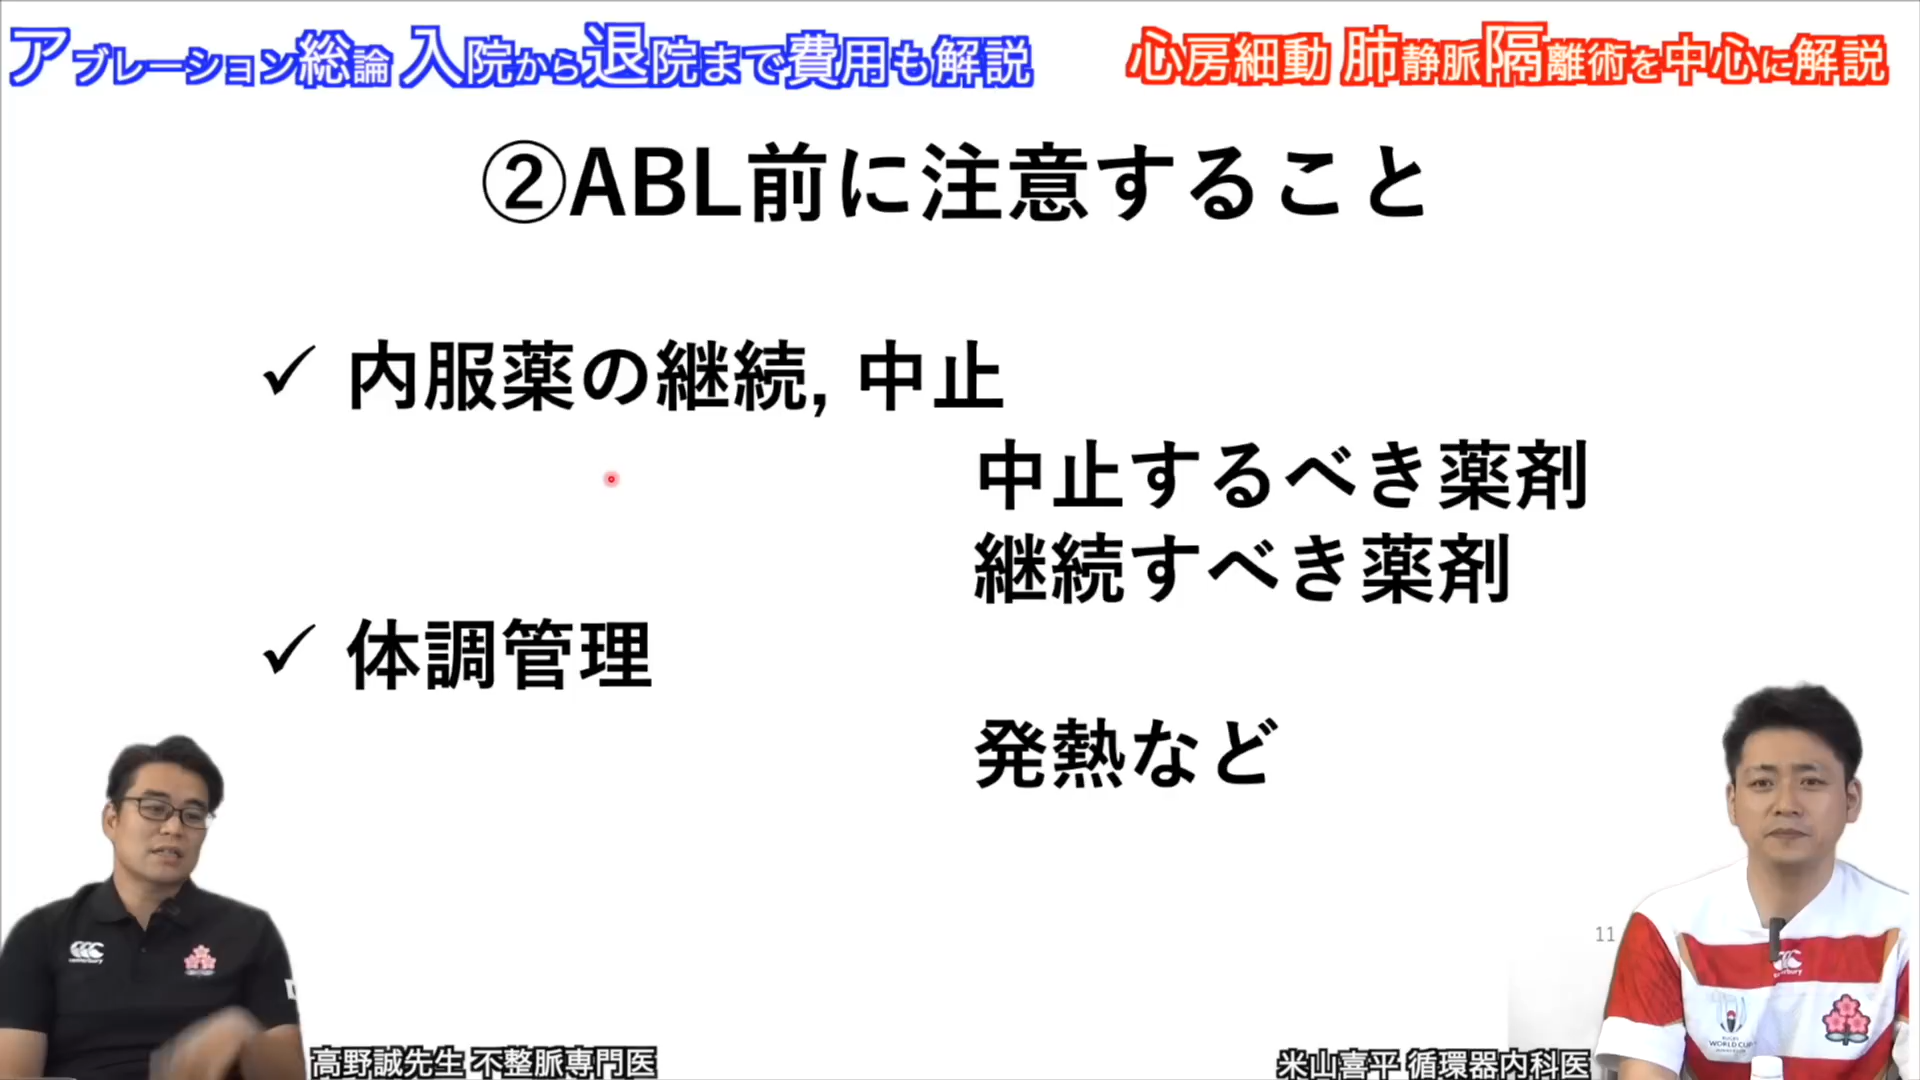 アブレーション総論 入院から退院まで費用も解説
心房細動 肺静脈隔離術を中心に解説
②ABL前に注意すること
✓ 内服薬の継続, 中止
中止するべき薬剤
継続すべき薬剤
✓ 体調管理
発熱など
11
canterbury
canterbury
WORLD CUP
高野誠先生 不整脈専門医
米山喜平 循環器内科医